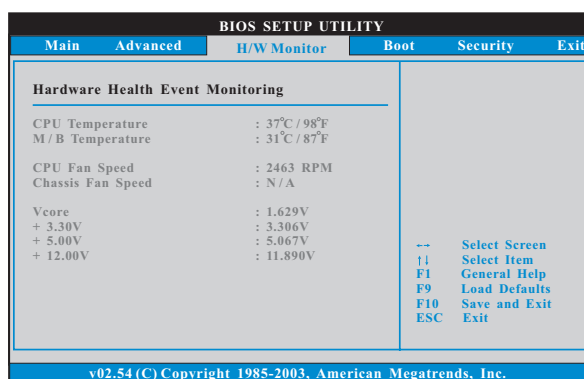 BIOS SETUP UTILITY
Main Advanced H/W Monitor Boot Security Exit
Hardware Health Event Monitoring
CPU Temperature : 37°C / 98°F
M / B Temperature : 31°C / 87°F
CPU Fan Speed : 2463 RPM
Chassis Fan Speed : N / A
Vcore : 1.629V
+ 3.30V : 3.306V
+ 5.00V : 5.067V
+ 12.00V : 11.890V
←→ Select Screen
↑↓ Select Item
F1 General Help
F9 Load Defaults
F10 Save and Exit
ESC Exit
v02.54 (C) Copyright 1985-2003, American Megatrends, Inc.